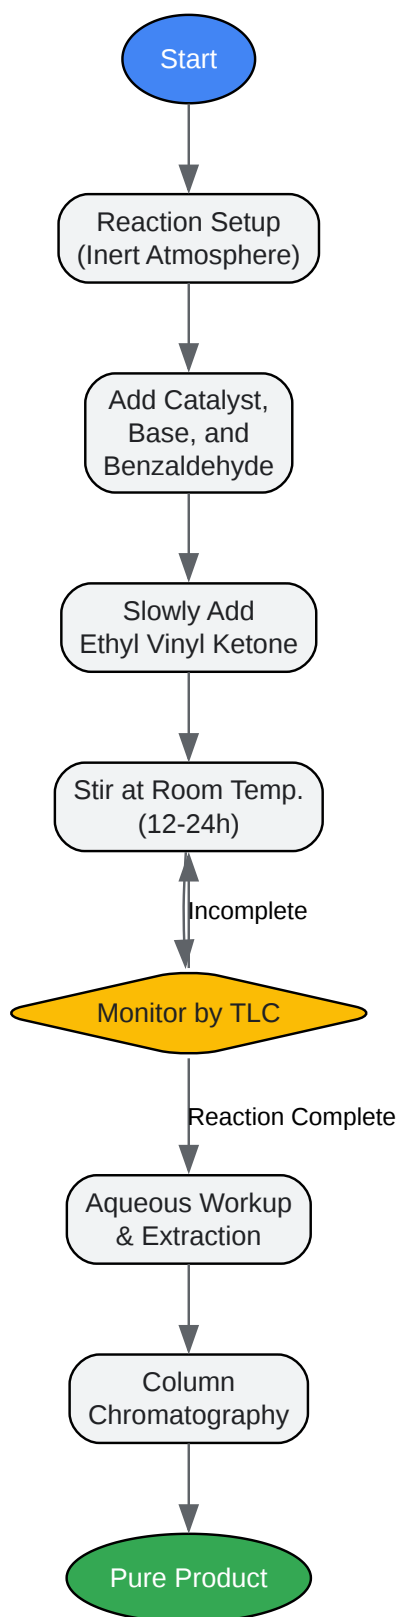 Start
Reaction Setup
(Inert Atmosphere)
Add Catalyst,
Base, and
Benzaldehyde
Slowly Add
Ethyl Vinyl Ketone
Stir at Room Temp.
(12-24h)
Incomplete
Monitor by TLC
Reaction Complete
Aqueous Workup
& Extraction
Column
Chromatography
Pure Product